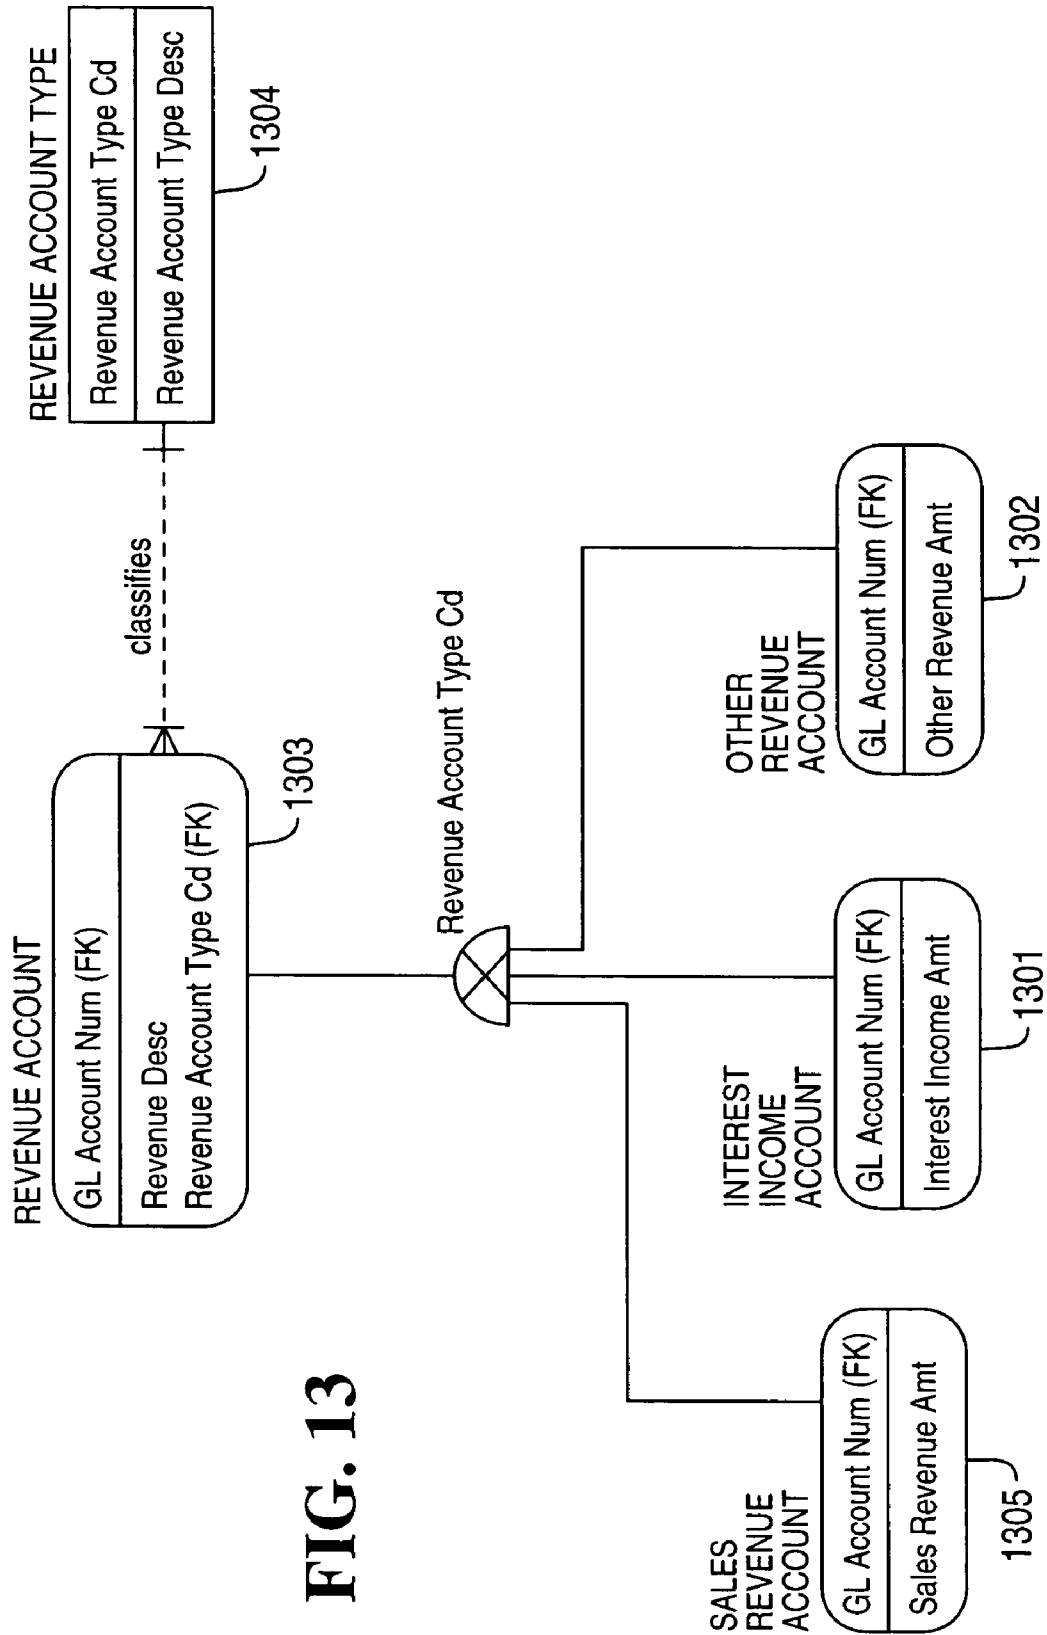 REVENUE ACCOUNT
GL Account Num (FK)
Revenue Desc
Revenue Account Type Cd (FK)
1303
classifies
REVENUE ACCOUNT TYPE
Revenue Account Type Cd
Revenue Account Type Desc
1304
FIG. 13
Revenue Account Type Cd
SALES
REVENUE
ACCOUNT
GL Account Num (FK)
Sales Revenue Amt
1305
INTEREST
INCOME
ACCOUNT
GL Account Num (FK)
Interest Income Amt
1301
OTHER
REVENUE
ACCOUNT
GL Account Num (FK)
Other Revenue Amt
1302